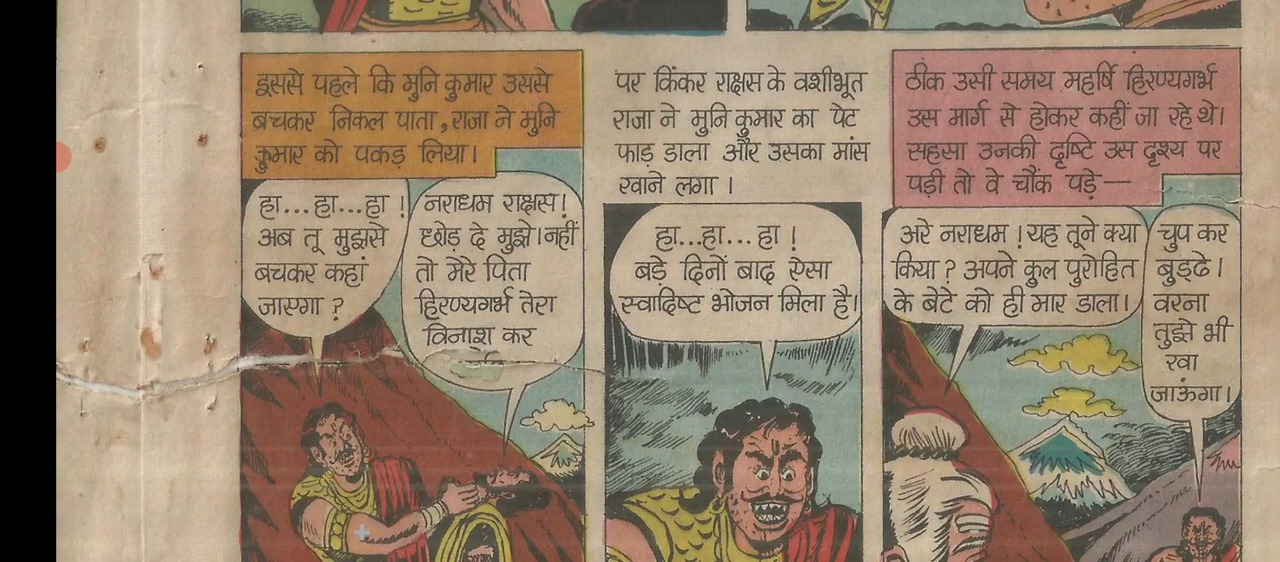 इससे पहले कि मुनि कुमार उससे
बचकर निकल पाता, राजा ने मुनि
कुमार को पकड़ लिया।
हा...हा...हा !
अब तू मुझसे
बचकर कहां
जाएगा ?
नराधम राक्षस!
छोड़ दे मुझे। नहीं
तो मेरे पिता
हिरण्यगर्भ तेरा
विनाश कर
पर किंकर राक्षस के वशीभूत
राजा ने मुनि कुमार का पेट
फाड़ डाला और उसका मांस
खाने लगा ।
हा...हा... हा !
बडे दिनों बाद ऐसा
स्वादिष्ट भोजन मिला है।
ठीक उसी समय महर्षि हिरण्यगर्भ
उस मार्ग से होकर कहीं जा रहे थे।
सहसा उनकी दृष्टि उस दृश्य पर
पड़ी तो वे चौंक पड़े—
अरे नराधम ! यह तूने क्या
किया ? अपने कुल पुरोहित
के बेटे को ही मार डाला।
चुप कर
बुड्ढे।
वरना
तुझे भी
खा
जाऊंगा।